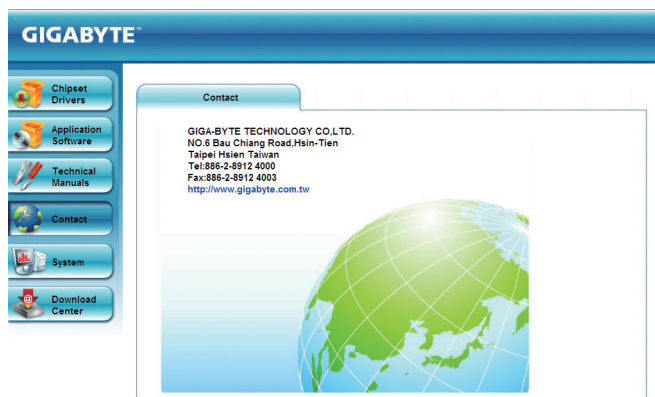 GIGABYTE™
Chipset
Drivers
Application
Software
Technical
Manuals
Contact
System
Download
Center
Contact
GIGA-BYTE TECHNOLOGY CO,LTD.
NO.6 Bau Chiang Road,Hsin-Tien
Taipei Hsien Taiwan
Tel:886-2-8912 4000
Fax:886-2-8912 4003
http://www.gigabyte.com.tw